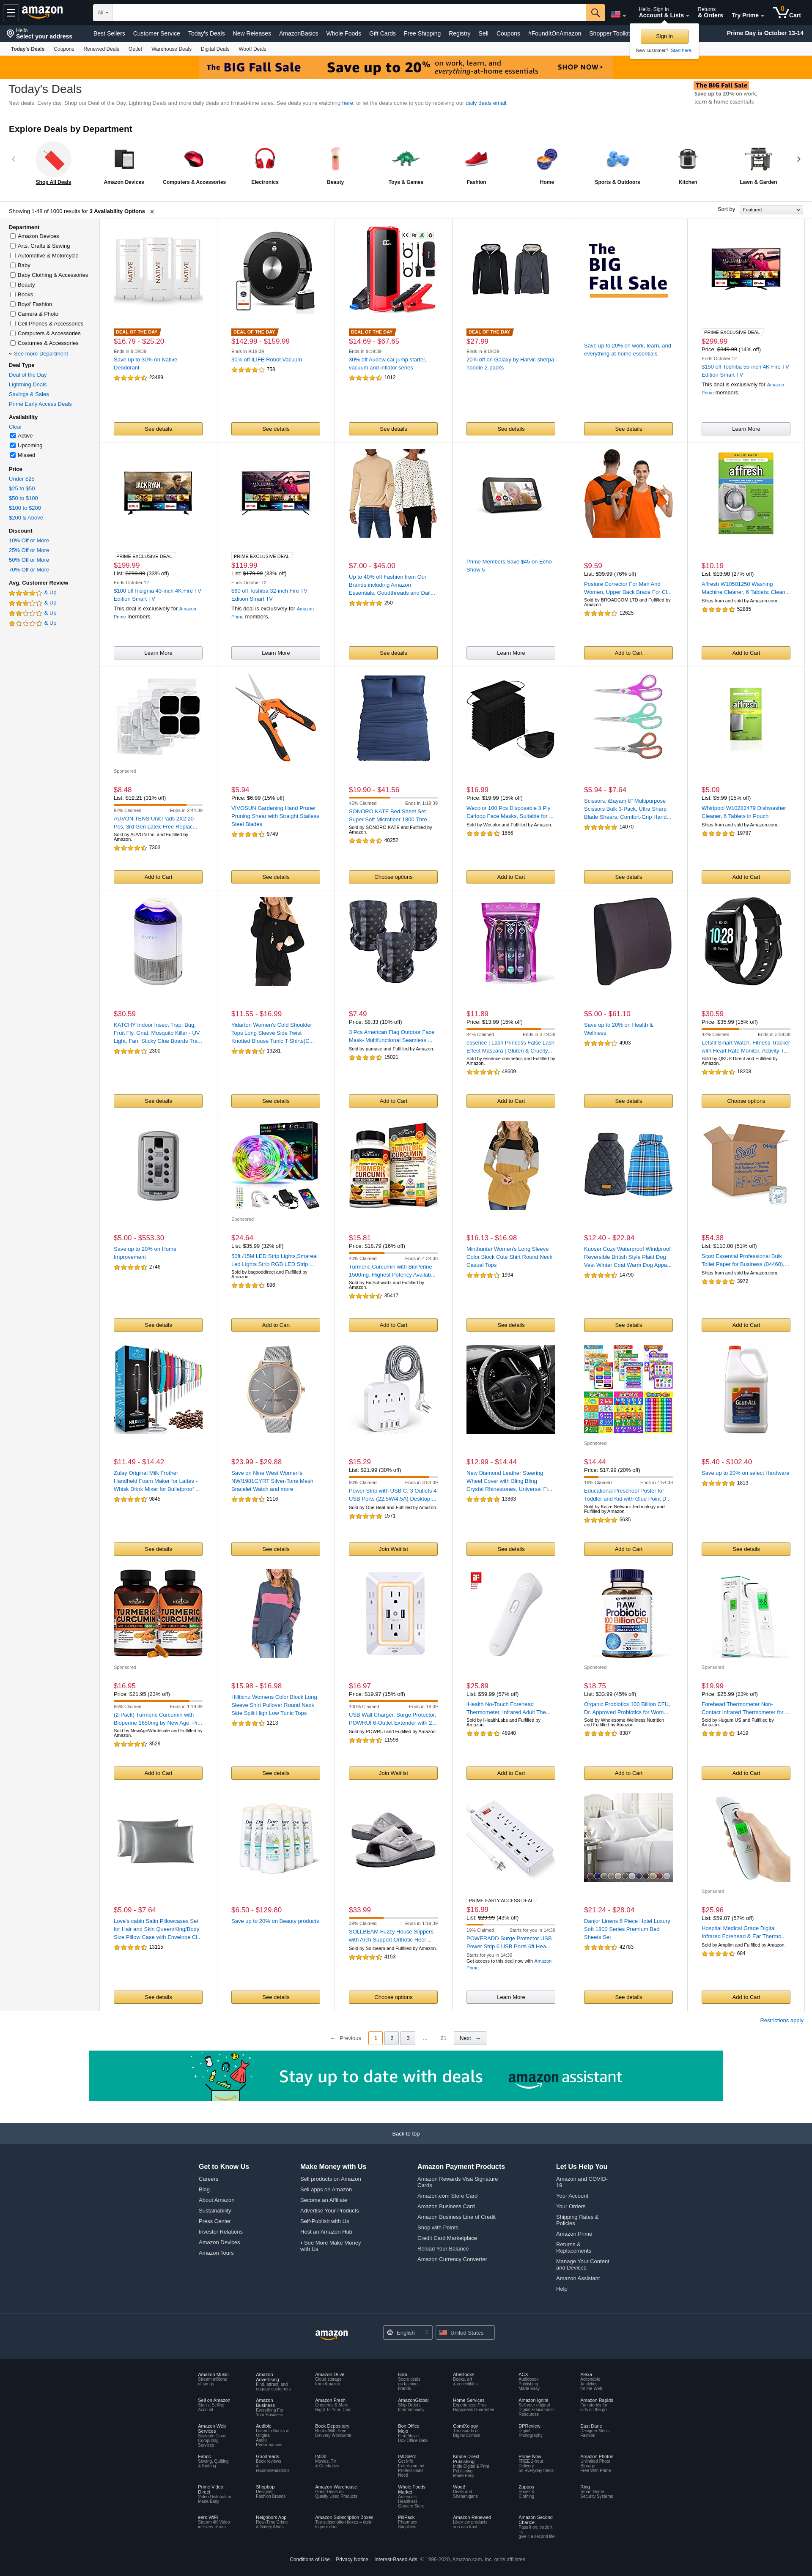 amazon
All
Hello, Sign in
Account & Lists
Returns
& Orders
Try Prime
0
Cart
Hello
Select your address
Best Sellers Customer Service Today's Deals New Releases AmazonBasics Whole Foods Gift Cards Free Shipping Registry Sell Coupons #FoundItOnAmazon Shopper Toolkit
Prime Day is October 13-14
Sign in
New customer? Start here.
Today's Deals Coupons Renewed Deals Outlet Warehouse Deals Digital Deals Woot! Deals
The BIG Fall Sale Save up to 20% on work, learn, and everything-at-home essentials SHOP NOW
Today's Deals
New deals. Every day. Shop our Deal of the Day, Lightning Deals and more daily deals and limited-time sales. See deals you're watching here, or let the deals come to you by receiving our daily deals email.
The BIG Fall Sale
Save up to 20% on work,
learn & home essentials
Explore Deals by Department
Shop All Deals
Amazon Devices
Computers & Accessories
Electronics
Beauty
Toys & Games
Fashion
Home
Sports & Outdoors
Kitchen
Lawn & Garden
Showing 1-48 of 1000 results for 3 Availability Options
Sort by Featured
Department
Amazon Devices
Arts, Crafts & Sewing
Automotive & Motorcycle
Baby
Baby Clothing & Accessories
Beauty
Books
Boys' Fashion
Camera & Photo
Cell Phones & Accessories
Computers & Accessories
Costumes & Accessories
See more Department
Deal Type
Deal of the Day
Lightning Deals
Savings & Sales
Prime Early Access Deals
Availability
Clear
Active
Upcoming
Missed
Price
Under $25
$25 to $50
$50 to $100
$100 to $200
$200 & Above
Discount
10% Off or More
25% Off or More
50% Off or More
70% Off or More
Avg. Customer Review
& Up
& Up
& Up
& Up
DEAL OF THE DAY
$16.79 - $25.20
Ends in 9:19:39
Save up to 30% on Native
Deodorant
23489
See details
DEAL OF THE DAY
$142.99 - $159.99
Ends in 9:19:39
30% off ILIFE Robot Vacuum
758
See details
DEAL OF THE DAY
$14.69 - $67.65
Ends in 9:19:39
30% off Audew car jump starter,
vacuum and inflator series
1012
See details
DEAL OF THE DAY
$27.99
Ends in 9:19:39
20% off on Galaxy by Harvic sherpa
hoodie 2-packs
See details
The
BIG
Fall Sale
Save up to 20% on work, learn, and
everything-at-home essentials
See details
PRIME EXCLUSIVE DEAL
$299.99
Price: $349.99 (14% off)
Ends October 12
$150 off Toshiba 55-inch 4K Fire TV
Edition Smart TV
This deal is exclusively for Amazon
Prime members.
Learn More
PRIME EXCLUSIVE DEAL
$199.99
List: $299.99 (33% off)
Ends October 12
$100 off Insignia 43-inch 4K Fire TV
Edition Smart TV
This deal is exclusively for Amazon
Prime members.
Learn More
PRIME EXCLUSIVE DEAL
$119.99
List: $179.99 (33% off)
Ends October 12
$60 off Toshiba 32-inch Fire TV
Edition Smart TV
This deal is exclusively for Amazon
Prime members.
Learn More
$7.00 - $45.00
Up to 40% off Fashion from Our
Brands including Amazon
Essentials, Goodthreads and Dail...
250
See details
Prime Members Save $45 on Echo
Show 5
Learn More
$9.59
List: $39.99 (76% off)
Posture Corrector For Men And
Women, Upper Back Brace For Cl...
Sold by BROADCOM LTD and Fulfilled by
Amazon.
12625
Add to Cart
affresh
$10.19
List: $13.98 (27% off)
Affresh W10501250 Washing
Machine Cleaner, 6 Tablets: Clean...
Ships from and sold by Amazon.com.
52885
Add to Cart
Sponsored
$8.48
List: $12.21 (31% off)
92% Claimed Ends in 2:44:39
AUVON TENS Unit Pads 2X2 20
Pcs, 3rd Gen Latex-Free Replac...
Sold by AUVON Inc. and Fulfilled by
Amazon.
7303
Add to Cart
$5.94
Price: $6.99 (15% off)
VIVOSUN Gardening Hand Pruner
Pruning Shear with Straight Stailess
Steel Blades
9749
See details
$19.90 - $41.56
46% Claimed Ends in 1:19:39
SONORO KATE Bed Sheet Set
Super Soft Microfiber 1800 Thre...
Sold by SONORO KATE and Fulfilled by
Amazon.
40252
Choose options
$16.99
Price: $19.99 (15% off)
Wecolor 100 Pcs Disposable 3 Ply
Earloop Face Masks, Suitable for ...
Sold by Wecolor and Fulfilled by Amazon.
1656
Add to Cart
$5.94 - $7.64
Scissors, iBayam 8" Multipurpose
Scissors Bulk 3-Pack, Ultra Sharp
Blade Shears, Comfort-Grip Hand...
14070
See details
$5.09
List: $5.99 (15% off)
Whirlpool W10282479 Dishwasher
Cleaner, 6 Tablets in Pouch
Ships from and sold by Amazon.com.
19787
Add to Cart
$30.59
KATCHY Indoor Insect Trap: Bug,
Fruit Fly, Gnat, Mosquito Killer - UV
Light, Fan, Sticky Glue Boards Tra...
2300
See details
$11.55 - $16.99
Yidarton Women's Cold Shoulder
Tops Long Sleeve Side Twist
Knotted Blouse Tunic T Shirts(C...
19281
See details
$7.49
Price: $8.33 (10% off)
3 Pcs American Flag Outdoor Face
Mask- Multifunctional Seamless ...
Sold by pamase and Fulfilled by Amazon.
15021
Add to Cart
$11.89
Price: $13.99 (15% off)
84% Claimed Ends in 3:19:39
essence | Lash Princess False Lash
Effect Mascara | Gluten & Cruelty...
Sold by essence cosmetics and Fulfilled by
Amazon.
48609
Add to Cart
$5.00 - $61.10
Save up to 20% on Health &
Wellness
4903
See details
10:28
$30.59
Price: $35.99 (15% off)
42% Claimed Ends in 3:59:39
Letsfit Smart Watch, Fitness Tracker
with Heart Rate Monitor, Activity T...
Sold by QKUS Direct and Fulfilled by
Amazon.
18208
Choose options
$5.00 - $553.30
Save up to 20% on Home
Improvement
2746
See details
Sponsored
$24.64
List: $35.99 (32% off)
50ft /15M LED Strip Lights,Smareal
Led Lights Strip RGB LED Strip ...
Sold by bsgooddirect and Fulfilled by
Amazon.
896
Add to Cart
TURMERIC CURCUMIN
$15.81
Price: $18.79 (16% off)
40% Claimed Ends in 4:34:39
Turmeric Curcumin with BioPerine
1500mg. Highest Potency Availab...
Sold by BioSchwartz and Fulfilled by
Amazon.
35417
Add to Cart
$16.13 - $16.98
Minthunter Women's Long Sleeve
Color Block Cute Shirt Round Neck
Casual Tops
1994
See details
$12.40 - $22.94
Kuoser Cozy Waterproof Windproof
Reversible British Style Plaid Dog
Vest Winter Coat Warm Dog Appa...
14790
See details
Scott
$54.38
List: $110.00 (51% off)
Scott Essential Professional Bulk
Toilet Paper for Business (04460),...
Ships from and sold by Amazon.com.
3972
Add to Cart
$11.49 - $14.42
Zulay Original Milk Frother
Handheld Foam Maker for Lattes -
Whisk Drink Mixer for Bulletproof ...
9845
See details
$23.99 - $29.88
Save on Nine West Women's
NW/1981GYRT Silver-Tone Mesh
Bracelet Watch and more
2116
See details
$15.29
List: $21.99 (30% off)
90% Claimed Ends in 3:54:39
Power Strip with USB C, 3 Outlets 4
USB Ports (22.5W/4.5A) Desktop ...
Sold by One Beat and Fulfilled by Amazon.
1571
Join Waitlist
$12.99 - $14.44
New Diamond Leather Steering
Wheel Cover with Bling Bling
Crystal Rhinestones, Universal Fi...
13863
See details
Sponsored
$14.44
Price: $17.99 (20% off)
16% Claimed Ends in 4:54:39
Educational Preschool Poster for
Toddler and Kid with Glue Point D...
Sold by Kaize Network Technology and
Fulfilled by Amazon.
5635
Add to Cart
GLUE-ALL
$5.40 - $102.40
Save up to 20% on select Hardware
1813
See details
TURMERIC CURCUMIN
Sponsored
$16.95
Price: $21.95 (23% off)
85% Claimed Ends in 1:19:39
(2-Pack) Turmeric Curcumin with
Bioperine 1650mg by New Age. Pr...
Sold by NewAgeWholesale and Fulfilled by
Amazon.
3529
Add to Cart
$15.98 - $16.98
Hilltichu Womens Color Block Long
Sleeve Shirt Pullover Round Neck
Side Split High Low Tunic Tops
1213
See details
$16.97
Price: $19.97 (15% off)
100% Claimed Ends in 19:39
USB Wall Charger, Surge Protector,
POWRUI 6-Outlet Extender with 2...
Sold by POWRUI and Fulfilled by Amazon.
11598
Join Waitlist
$25.89
List: $59.99 (57% off)
iHealth No-Touch Forehead
Thermometer, Infrared Adult The...
Sold by iHealthLabs and Fulfilled by
Amazon.
48940
Add to Cart
RAW Probiotic 100 Billion CFU
Sponsored
$18.75
List: $33.99 (45% off)
Organic Probiotics 100 Billion CFU,
Dr. Approved Probiotics for Wom...
Sold by Wholesome Wellness Nutrition
and Fulfilled by Amazon.
8387
Add to Cart
Sponsored
$19.99
Price: $25.99 (23% off)
Forehead Thermometer Non-
Contact Infrared Thermometer for ...
Sold by Hugum US and Fulfilled by
Amazon.
1419
Add to Cart
$5.09 - $7.64
Love's cabin Satin Pillowcases Set
for Hair and Skin Queen/King/Body
Size Pillow Case with Envelope Cl...
13115
See details
$6.50 - $129.80
Save up to 20% on Beauty products
See details
$33.99
39% Claimed Ends in 1:19:39
SOLLBEAM Fuzzy House Slippers
with Arch Support Orthotic Heel ...
Sold by Sollbeam and Fulfilled by Amazon.
4153
Choose options
PRIME EARLY ACCESS DEAL
$16.99
List: $29.99 (43% off)
19% Claimed Starts for you in 14:39
POWERADD Surge Protector USB
Power Strip 6 USB Ports 6ft Hea...
Starts for you in 14:39
Get access to this deal now with Amazon
Prime.
Learn More
$21.24 - $28.04
Danjor Linens 6 Piece Hotel Luxury
Soft 1800 Series Premium Bed
Sheets Set
42783
See details
Sponsored
$25.96
List: $59.87 (57% off)
Hospital Medical Grade Digital
Infrared Forehead & Ear Thermo...
Sold by Amplim and Fulfilled by Amazon.
684
Add to Cart
Restrictions apply
← Previous 1 2 3 ... 21 Next →
Stay up to date with deals amazon assistant
Back to top
Get to Know Us
Careers
Blog
About Amazon
Sustainability
Press Center
Investor Relations
Amazon Devices
Amazon Tours
Make Money with Us
Sell products on Amazon
Sell apps on Amazon
Become an Affiliate
Advertise Your Products
Self-Publish with Us
Host an Amazon Hub
› See More Make Money
with Us
Amazon Payment Products
Amazon Rewards Visa Signature
Cards
Amazon.com Store Card
Amazon Business Card
Amazon Business Line of Credit
Shop with Points
Credit Card Marketplace
Reload Your Balance
Amazon Currency Converter
Let Us Help You
Amazon and COVID-
19
Your Account
Your Orders
Shipping Rates &
Policies
Amazon Prime
Returns &
Replacements
Manage Your Content
and Devices
Amazon Assistant
Help
amazon
English
United States
Amazon Music
Stream millions
of songs
Amazon
Advertising
Find, attract, and
engage customers
Amazon Drive
Cloud storage
from Amazon
6pm
Score deals
on fashion
brands
AbeBooks
Books, art
& collectibles
ACX
Audiobook
Publishing
Made Easy
Alexa
Actionable
Analytics
for the Web
Sell on Amazon
Start a Selling
Account
Amazon
Business
Everything For
Your Business
Amazon Fresh
Groceries & More
Right To Your Door
AmazonGlobal
Ship Orders
Internationally
Home Services
Experienced Pros
Happiness Guarantee
Amazon Ignite
Sell your original
Digital Educational
Resources
Amazon Rapids
Fun stories for
kids on the go
Amazon Web
Services
Scalable Cloud
Computing
Services
Audible
Listen to Books &
Original
Audio
Performances
Book Depository
Books With Free
Delivery Worldwide
Box Office
Mojo
Find Movie
Box Office Data
ComiXology
Thousands of
Digital Comics
DPReview
Digital
Photography
East Dane
Designer Men's
Fashion
Fabric
Sewing, Quilting
& Knitting
Goodreads
Book reviews
&
recommendations
IMDb
Movies, TV
& Celebrities
IMDbPro
Get Info
Entertainment
Professionals
Need
Kindle Direct
Publishing
Indie Digital & Print
Publishing
Made Easy
Prime Now
FREE 2-hour
Delivery
on Everyday Items
Amazon Photos
Unlimited Photo
Storage
Free With Prime
Prime Video
Direct
Video Distribution
Made Easy
Shopbop
Designer
Fashion Brands
Amazon Warehouse
Great Deals on
Quality Used Products
Whole Foods
Market
America's
Healthiest
Grocery Store
Woot!
Deals and
Shenanigans
Zappos
Shoes &
Clothing
Ring
Smart Home
Security Systems
eero WiFi
Stream 4K Video
in Every Room
Neighbors App
Real-Time Crime
& Safety Alerts
Amazon Subscription Boxes
Top subscription boxes – right
to your door
PillPack
Pharmacy
Simplified
Amazon Renewed
Like-new products
you can trust
Amazon Second
Chance
Pass it on, trade it
in,
give it a second life
Conditions of Use Privacy Notice Interest-Based Ads © 1996-2020, Amazon.com, Inc. or its affiliates